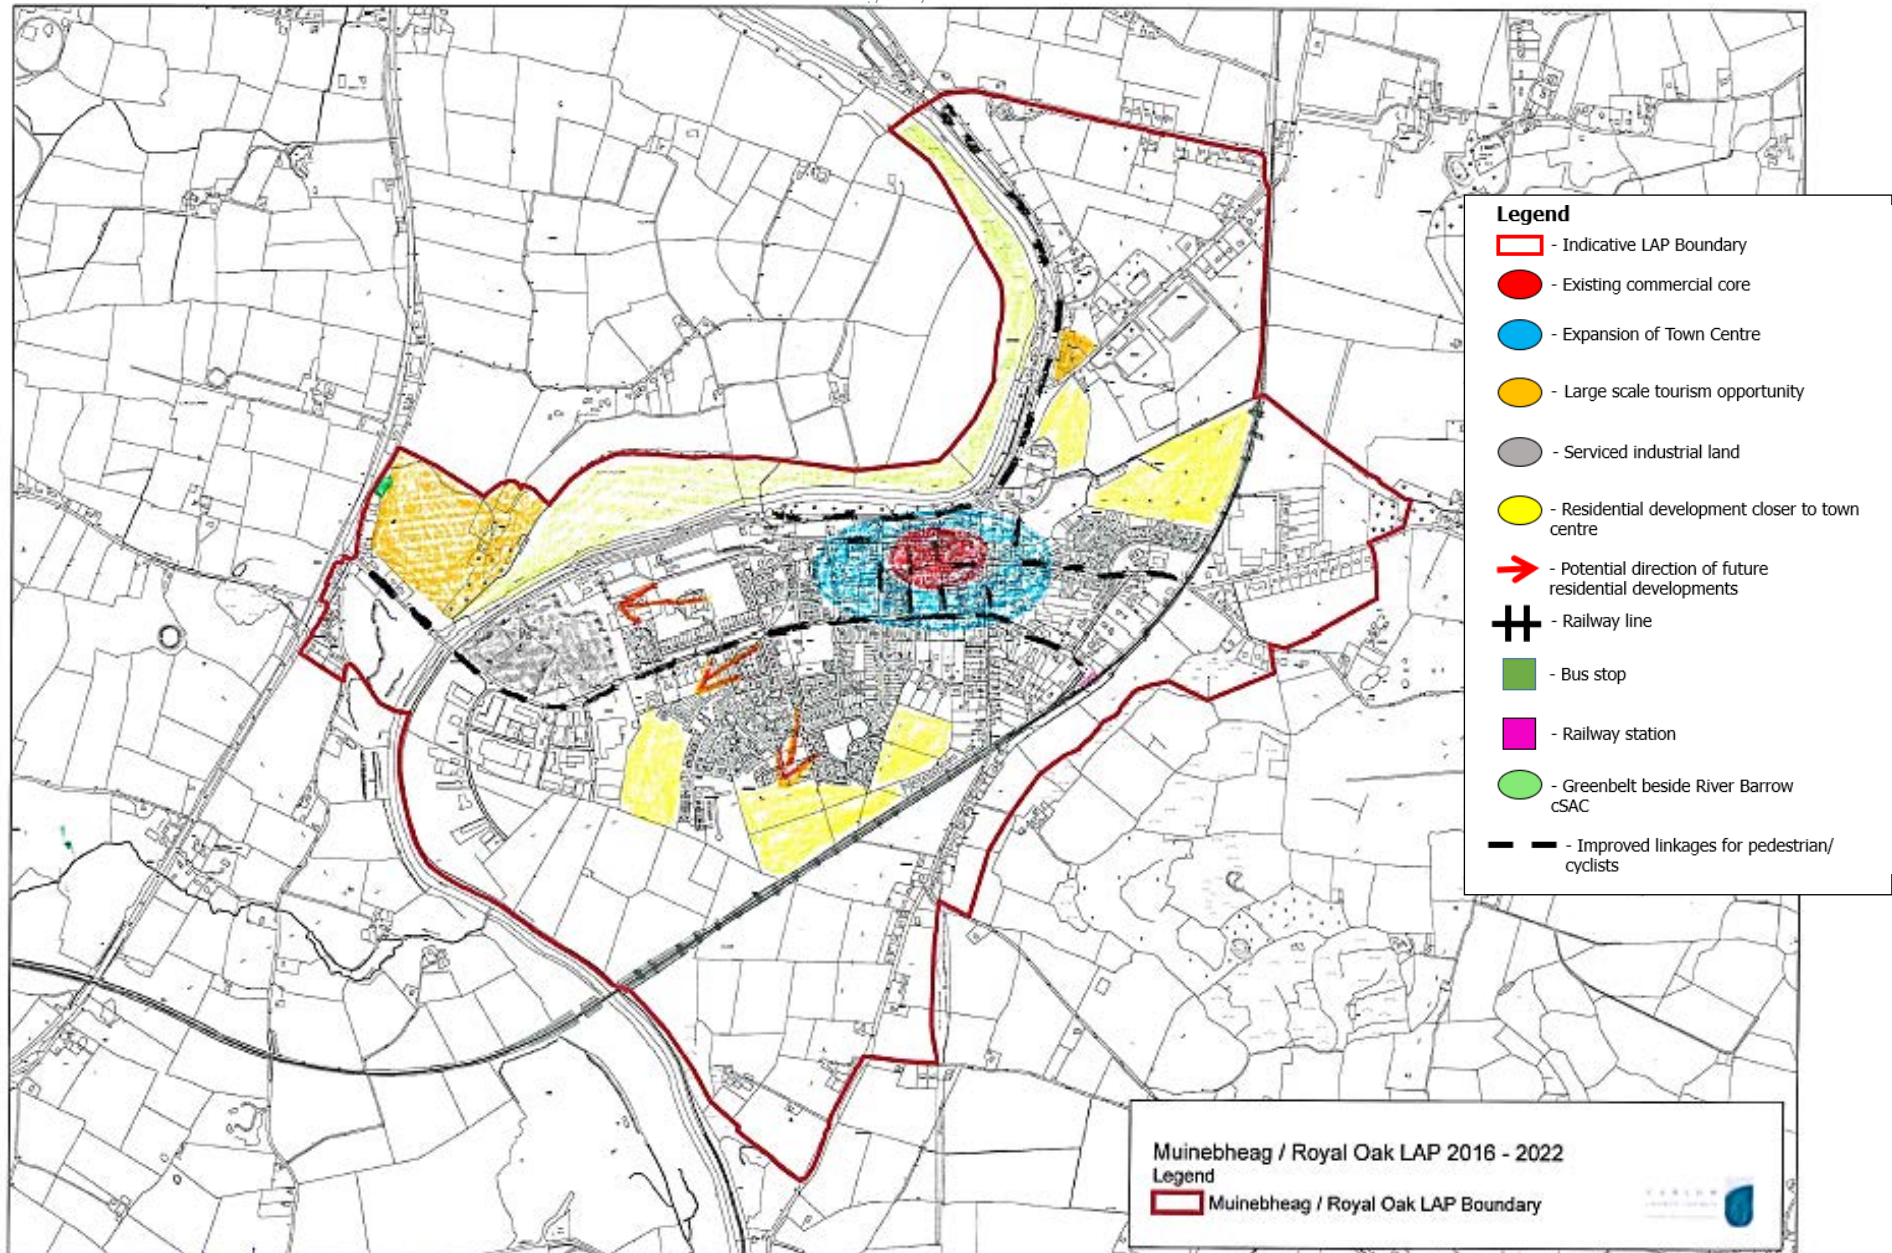 Legend
- Indicative LAP Boundary
- Existing commercial core
- Expansion of Town Centre
- Large scale tourism opportunity
- Serviced industrial land
- Residential development closer to town
centre
- Potential direction of future
residential developments
- Railway line
- Bus stop
- Railway station
- Greenbelt beside River Barrow
cSAC
- Improved linkages for pedestrian/
cyclists
Muinebheag / Royal Oak LAP 2016 - 2022
Legend
Muinebheag / Royal Oak LAP Boundary